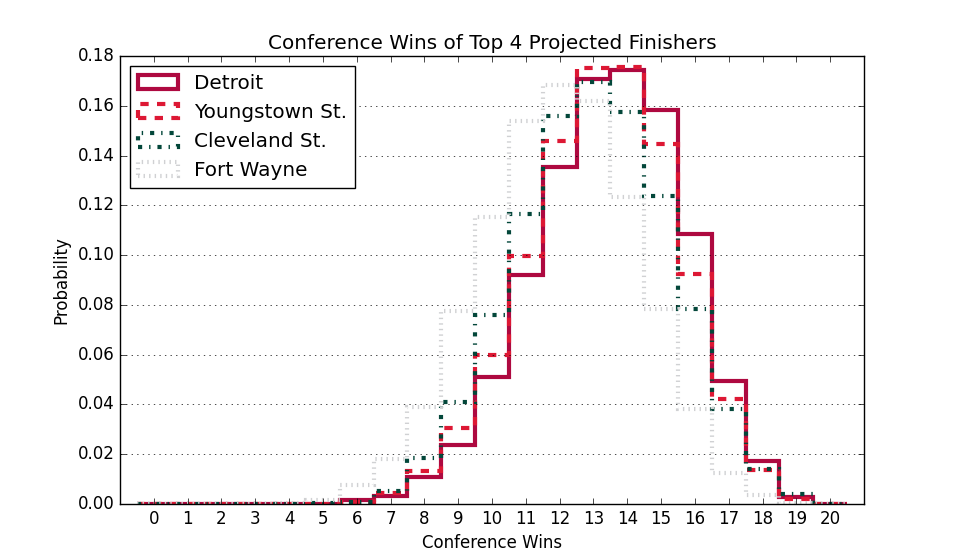 Conference Wins of Top 4 Projected Finishers
0.18
0.16
0.14
0.12
0.10
0.08
0.06
0.04
0.02
0.00
Probability
Detroit
Youngstown St.
Cleveland St.
Fort Wayne
0 1 2 3 4 5 6 7 8 9 10 11 12 13 14 15 16 17 18 19 20
Conference Wins